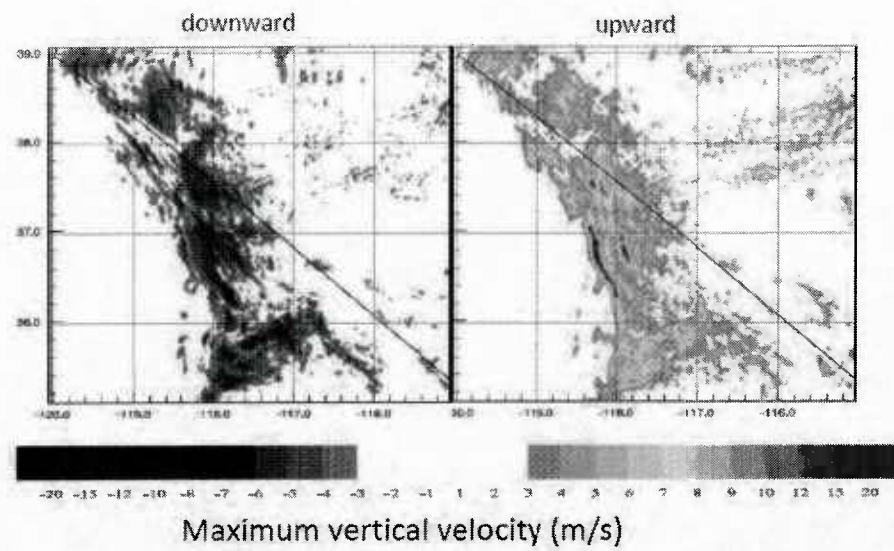 downward upward
39.0
38.0
37.0
36.0
-120.0 -119.0 -118.0 -117.0 -116.0 -119.0 -118.0 -117.0 -116.0
-20 -15 -12 -10 -8 -7 -6 -5 -4 -3 -2 -1 1 2 3 4 5 6 7 8 9 10 12 15 20
Maximum vertical velocity (m/s)